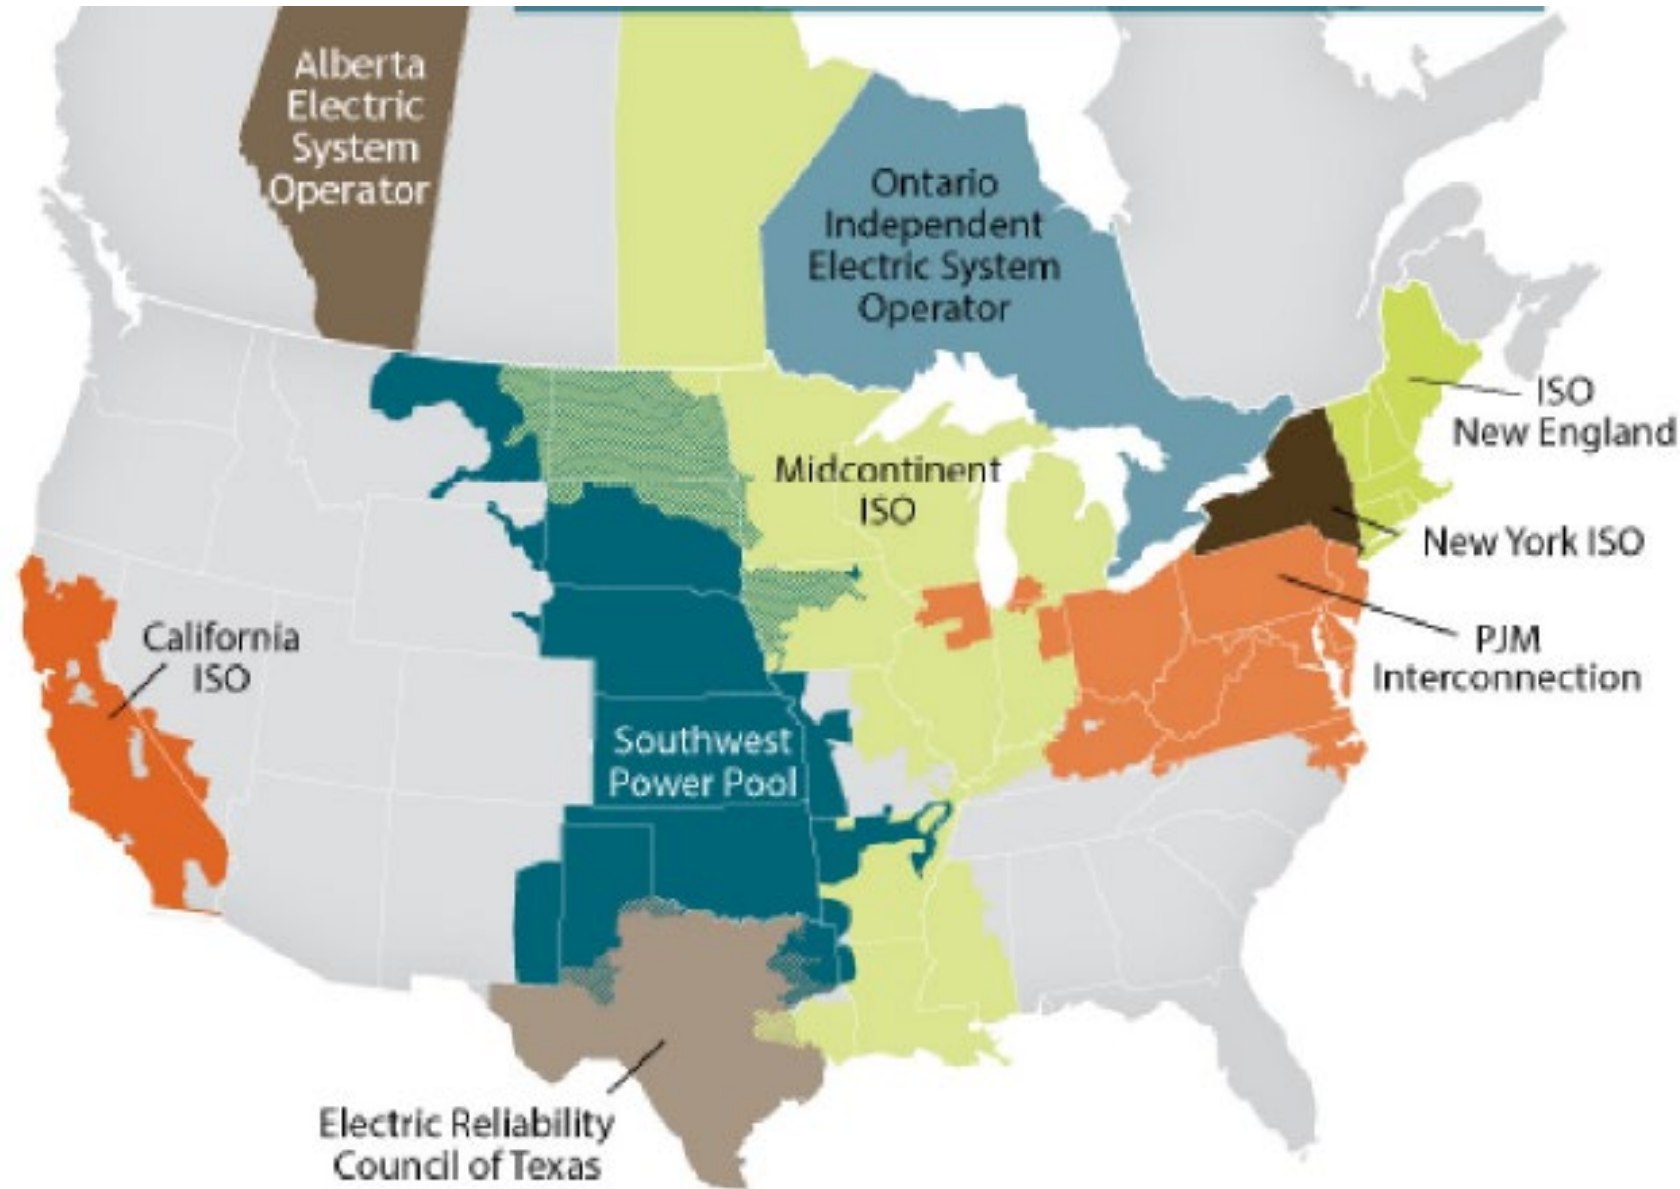 Alberta
Electric
System
Operator
Ontario
Independent
Electric System
Operator
ISO
New England
Midcontinent
ISO
New York ISO
PJM
Interconnection
California
ISO
Southwest
Power Pool
Electric Reliability
Council of Texas